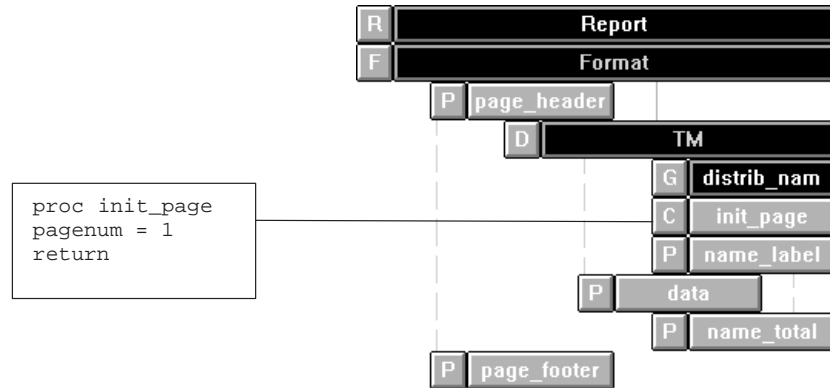 R Report
F Format
P page_header
D TM
G distrib_nam
proc init_page
pagenum = 1
return
C init_page
P name_label
P data
P name_total
P page_footer